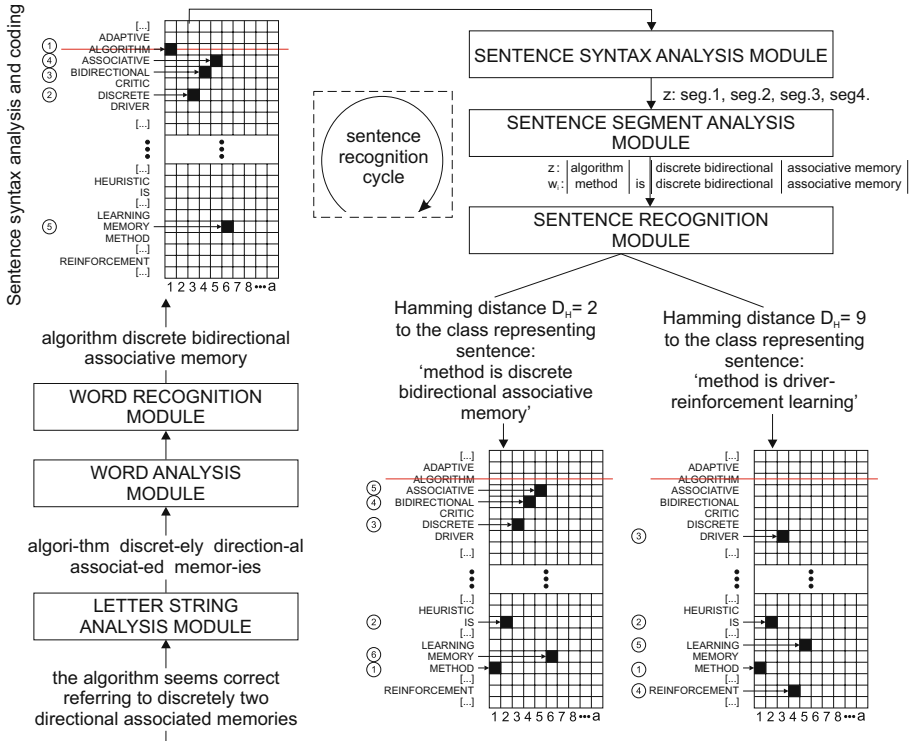 Sentence syntax analysis and coding
[...]
ADAPTIVE
① ALGORITHM
④ ASSOCIATIVE
③ BIDIRECTIONAL
CRITIC
② DISCRETE
DRIVER
[...]
[...]
HEURISTIC
IS
[...]
LEARNING
⑤ MEMORY
METHOD
[...]
REINFORCEMENT
[...]
1 2 3 4 5 6 7 8 ••• a
algorithm discrete bidirectional
associative memory
WORD RECOGNITION
MODULE
WORD ANALYSIS
MODULE
algori-thm discret-ely direction-al
associat-ed memor-ies
LETTER STRING
ANALYSIS MODULE
the algorithm seems correct
referring to discretely two
directional associated memories
sentence
recognition
cycle
SENTENCE SYNTAX ANALYSIS MODULE
z: seg.1, seg.2, seg.3, seg4.
SENTENCE SEGMENT ANALYSIS
MODULE
z: | algorithm | | discrete bidirectional | associative memory |
wᵢ: | method | is | discrete bidirectional | associative memory |
SENTENCE RECOGNITION
MODULE
Hamming distance D_H= 2
to the class representing
sentence:
‘method is discrete
bidirectional associative
memory’
[...]
ADAPTIVE
ALGORITHM
⑤ ASSOCIATIVE
④ BIDIRECTIONAL
CRITIC
③ DISCRETE
DRIVER
[...]
[...]
HEURISTIC
② IS
[...]
LEARNING
⑥ MEMORY
① METHOD
[...]
REINFORCEMENT
[...]
1 2 3 4 5 6 7 8 ••• a
Hamming distance D_H= 9
to the class representing
sentence:
‘method is driver-
reinforcement learning’
[...]
ADAPTIVE
ALGORITHM
ASSOCIATIVE
BIDIRECTIONAL
CRITIC
DISCRETE
③ DRIVER
[...]
[...]
HEURISTIC
② IS
[...]
⑤ LEARNING
MEMORY
① METHOD
[...]
④ REINFORCEMENT
[...]
1 2 3 4 5 6 7 8 ••• a